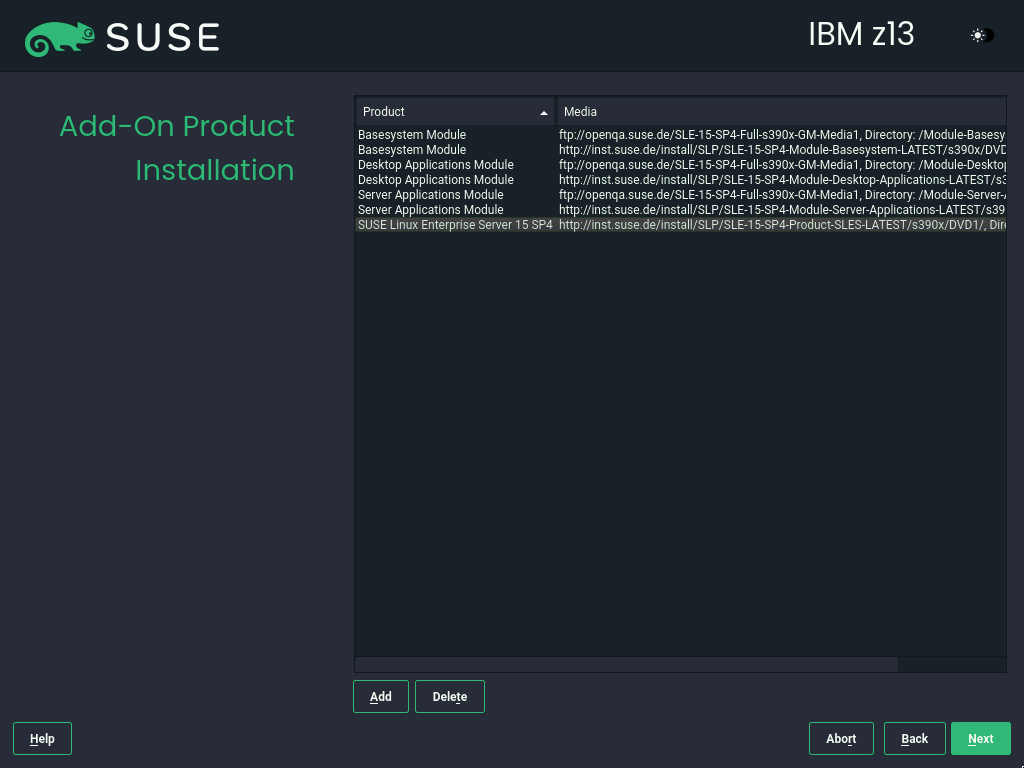 SUSE
IBM z13
Add-On Product
Installation
Product Media
Basesystem Module ftp://openqa.suse.de/SLE-15-SP4-Full-s390x-GM-Media1, Directory: /Module-Basesy
Basesystem Module http://inst.suse.de/install/SLP/SLE-15-SP4-Module-Basesystem-LATEST/s390x/DVD
Desktop Applications Module ftp://openqa.suse.de/SLE-15-SP4-Full-s390x-GM-Media1, Directory: /Module-Desktop
Desktop Applications Module http://inst.suse.de/install/SLP/SLE-15-SP4-Module-Desktop-Applications-LATEST/s3
Server Applications Module ftp://openqa.suse.de/SLE-15-SP4-Full-s390x-GM-Media1, Directory: /Module-Server-
Server Applications Module http://inst.suse.de/install/SLP/SLE-15-SP4-Module-Server-Applications-LATEST/s39
SUSE Linux Enterprise Server 15 SP4 http://inst.suse.de/install/SLP/SLE-15-SP4-Product-SLES-LATEST/s390x/DVD1/, Dire
Add Delete
Help Abort Back Next